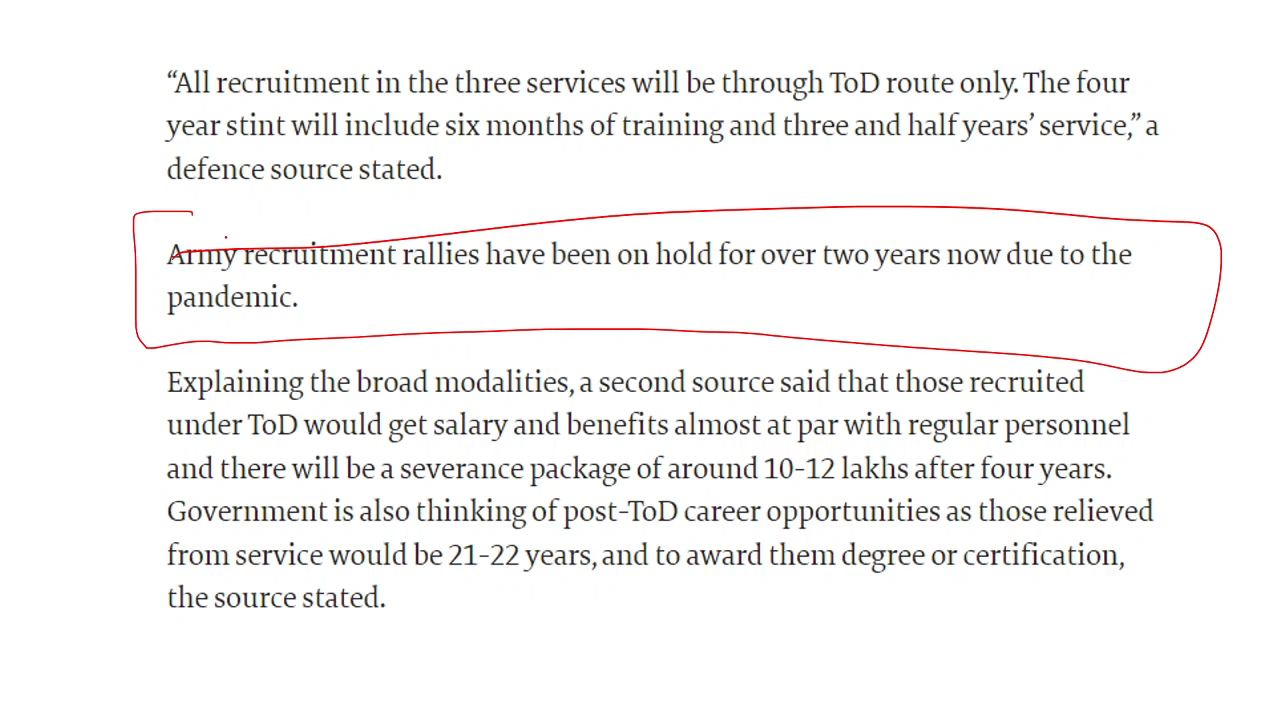 “All recruitment in the three services will be through ToD route only. The four
year stint will include six months of training and three and half years’ service,” a
defence source stated.
Army recruitment rallies have been on hold for over two years now due to the
pandemic.
Explaining the broad modalities, a second source said that those recruited
under ToD would get salary and benefits almost at par with regular personnel
and there will be a severance package of around 10-12 lakhs after four years.
Government is also thinking of post-ToD career opportunities as those relieved
from service would be 21-22 years, and to award them degree or certification,
the source stated.